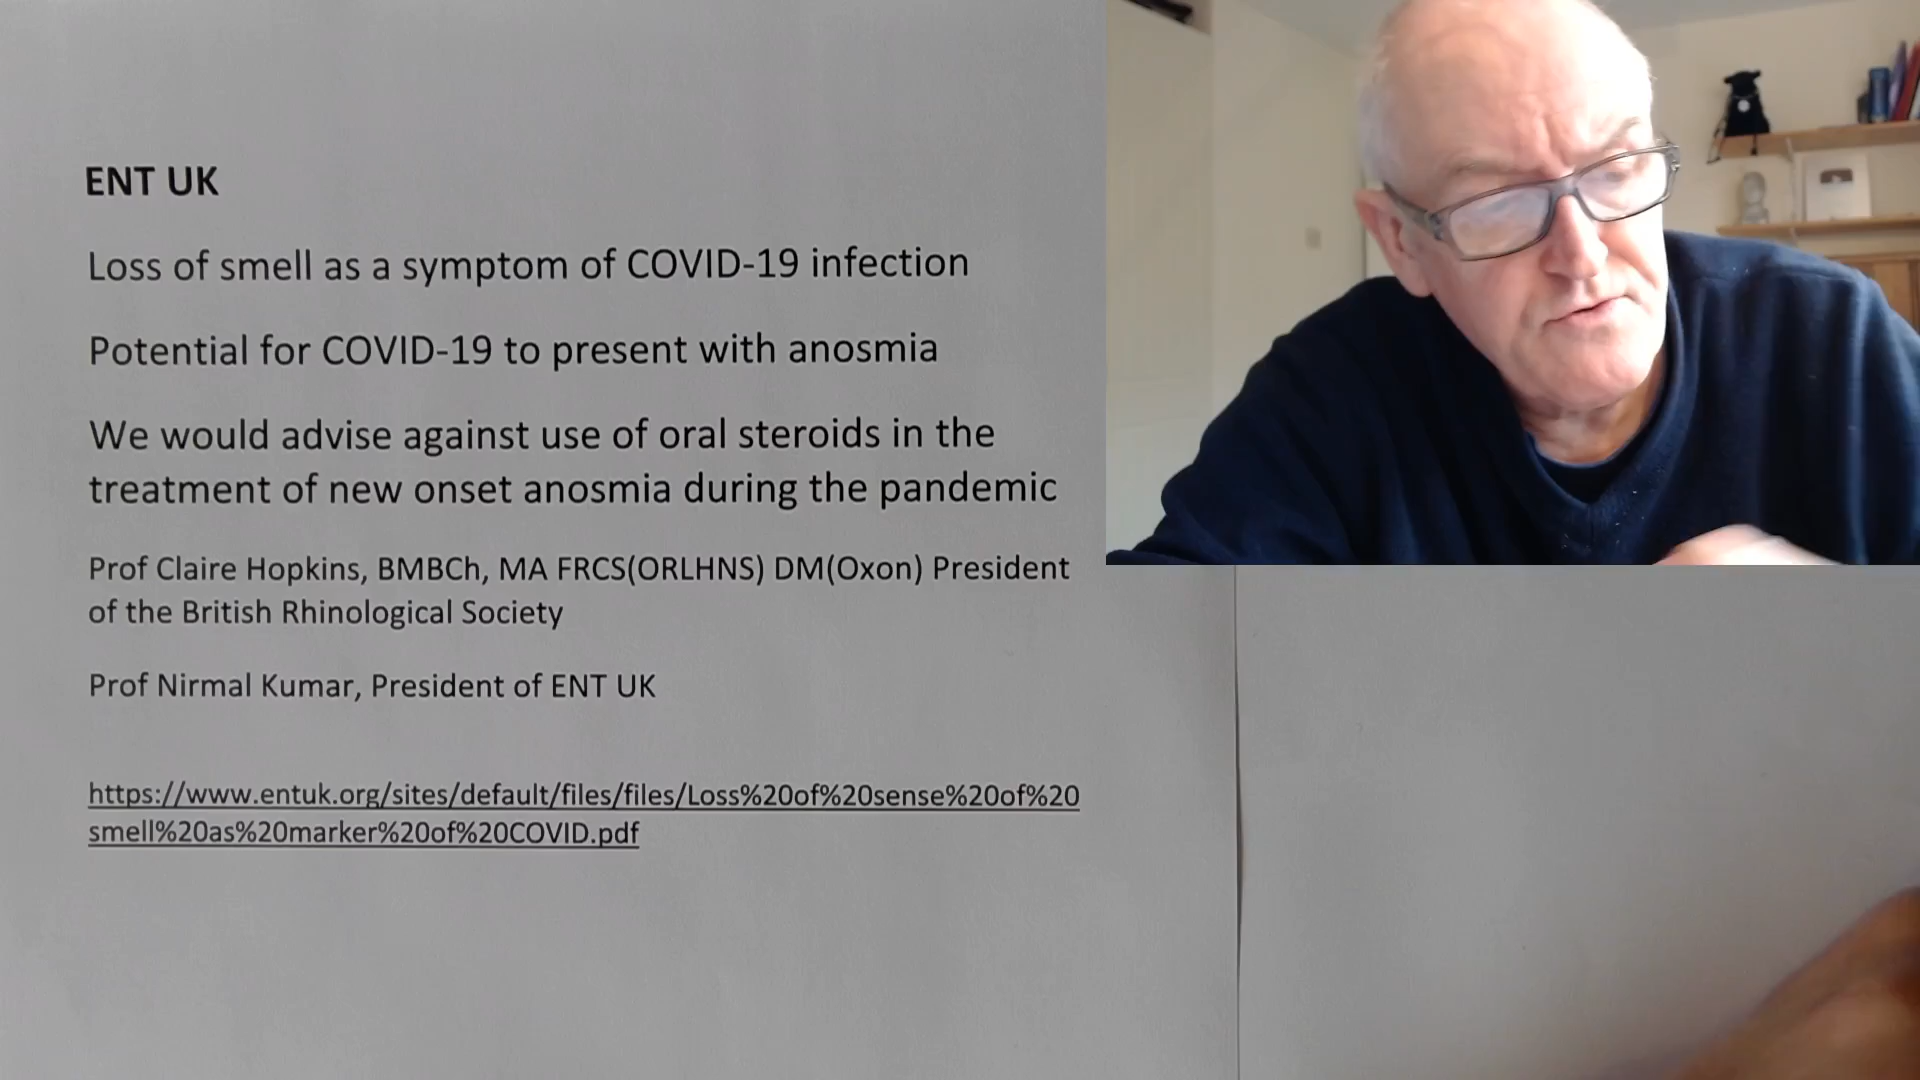 ENT UK
Loss of smell as a symptom of COVID-19 infection
Potential for COVID-19 to present with anosmia
We would advise against use of oral steroids in the
treatment of new onset anosmia during the pandemic
Prof Claire Hopkins, BMBCh, MA FRCS(ORLHNS) DM(Oxon) President
of the British Rhinological Society
Prof Nirmal Kumar, President of ENT UK
https://www.entuk.org/sites/default/files/files/Loss%20of%20sense%20of%20
smell%20as%20marker%20of%20COVID.pdf